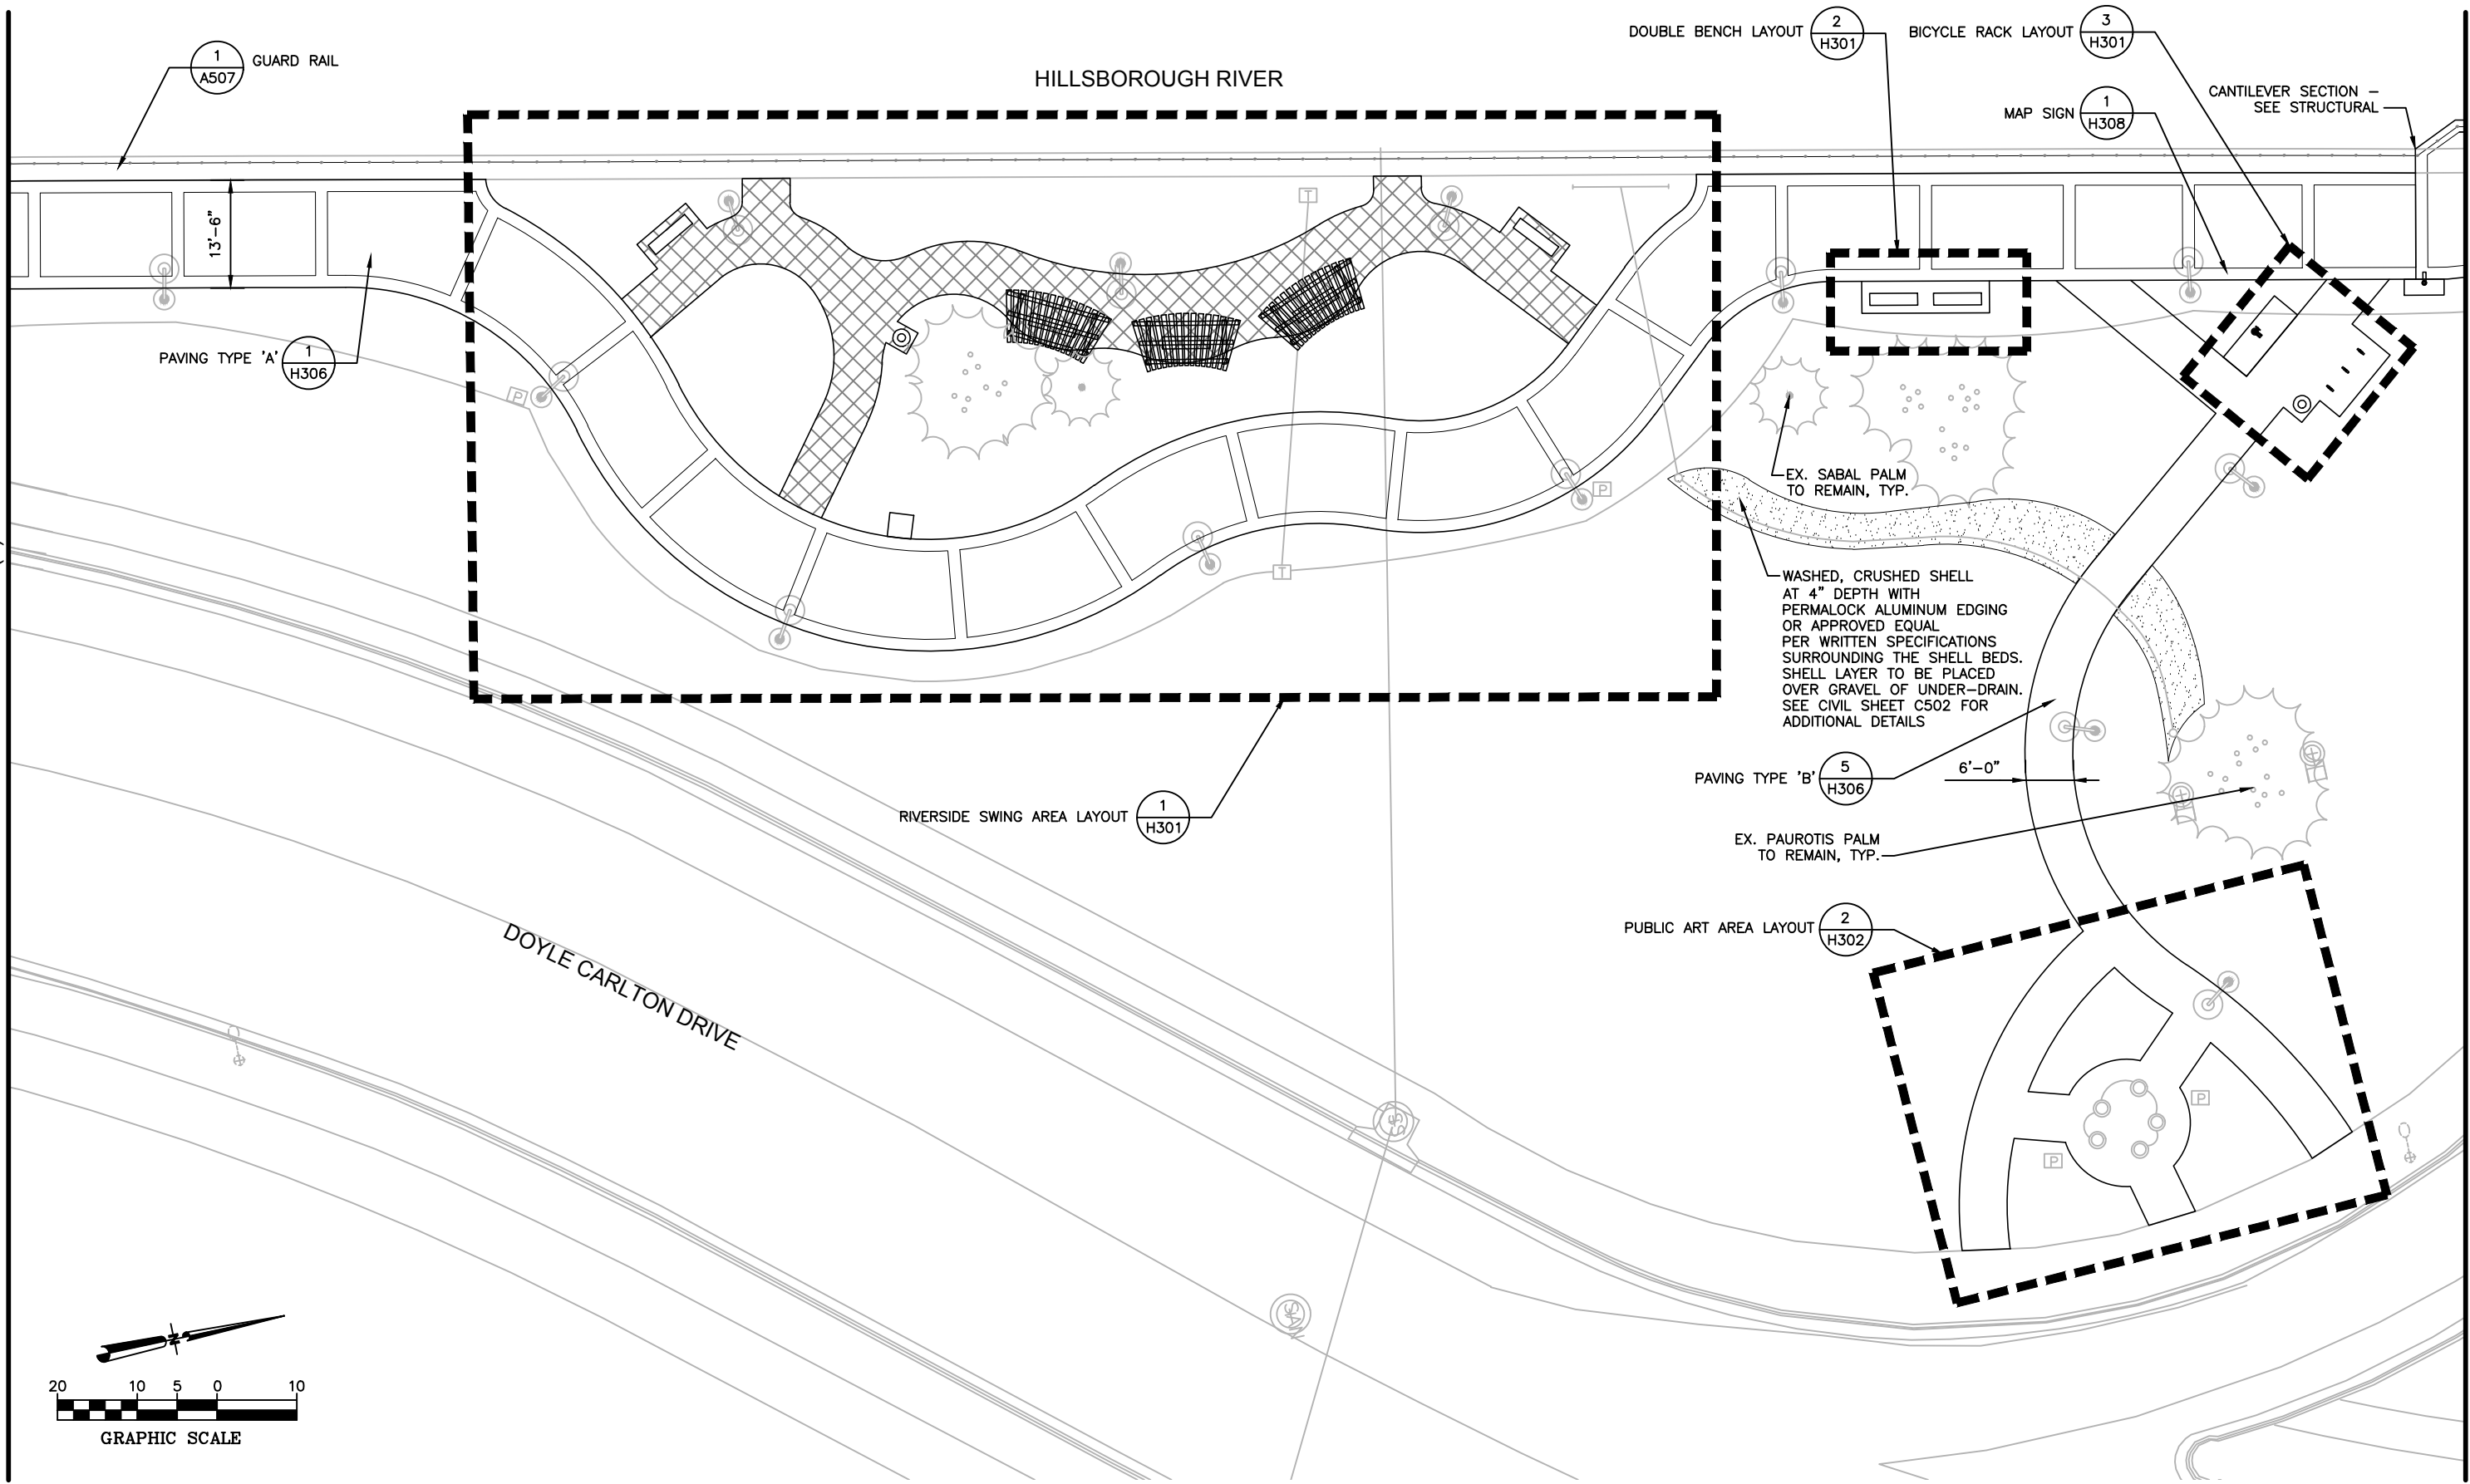 1
A507
GUARD RAIL
HILLSBOROUGH RIVER
DOUBLE BENCH LAYOUT
2
H301
BICYCLE RACK LAYOUT
3
H301
MAP SIGN
1
H308
CANTILEVER SECTION –
SEE STRUCTURAL
13'-6"
PAVING TYPE 'A'
1
H306
T
P
P
T
EX. SABAL PALM
TO REMAIN, TYP.
WASHED, CRUSHED SHELL
AT 4" DEPTH WITH
PERMALOCK ALUMINUM EDGING
OR APPROVED EQUAL
PER WRITTEN SPECIFICATIONS
SURROUNDING THE SHELL BEDS.
SHELL LAYER TO BE PLACED
OVER GRAVEL OF UNDER–DRAIN.
SEE CIVIL SHEET C502 FOR
ADDITIONAL DETAILS
PAVING TYPE 'B'
5
H306
6'-0"
RIVERSIDE SWING AREA LAYOUT
1
H301
EX. PAUROTIS PALM
TO REMAIN, TYP.
PUBLIC ART AREA LAYOUT
2
H302
DOYLE CARLTON DRIVE
P
P
N
20 10 5 0 10
GRAPHIC SCALE